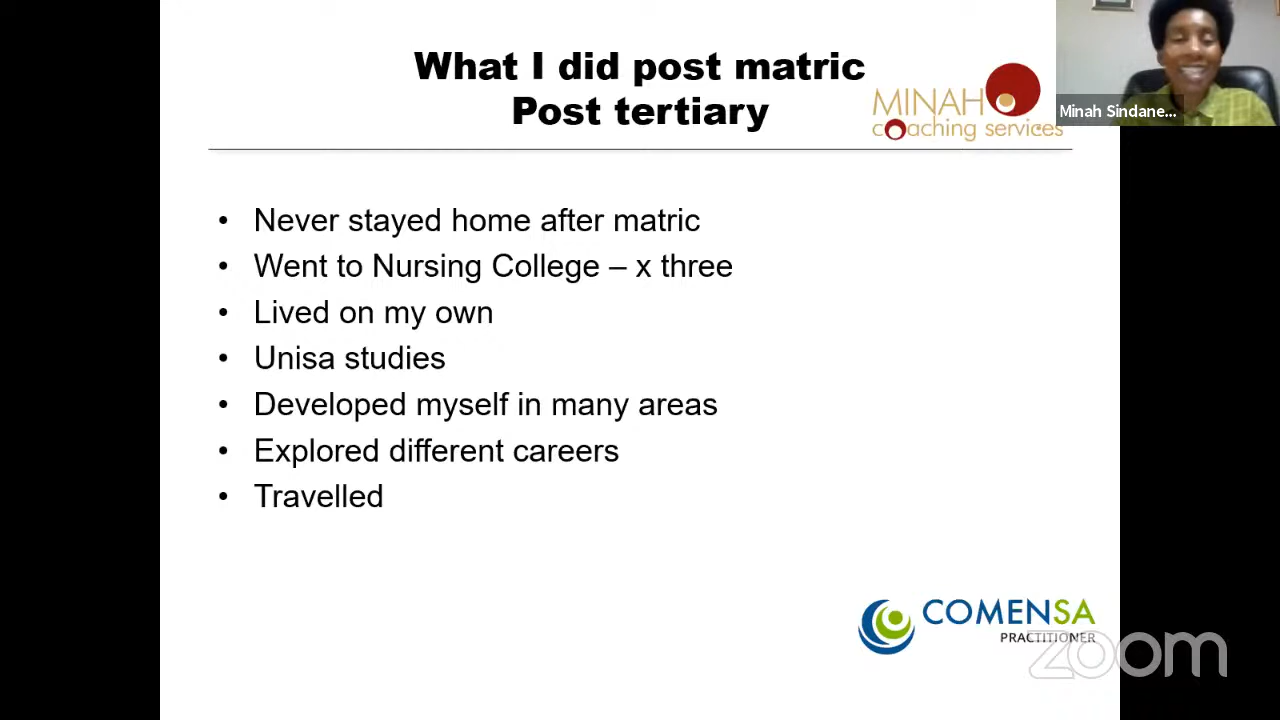 What I did post matric
Post tertiary
MINAH
coaching services
Minah Sindane...
• Never stayed home after matric
• Went to Nursing College – x three
• Lived on my own
• Unisa studies
• Developed myself in many areas
• Explored different careers
• Travelled
COMENSA
PRACTITIONER
zoom